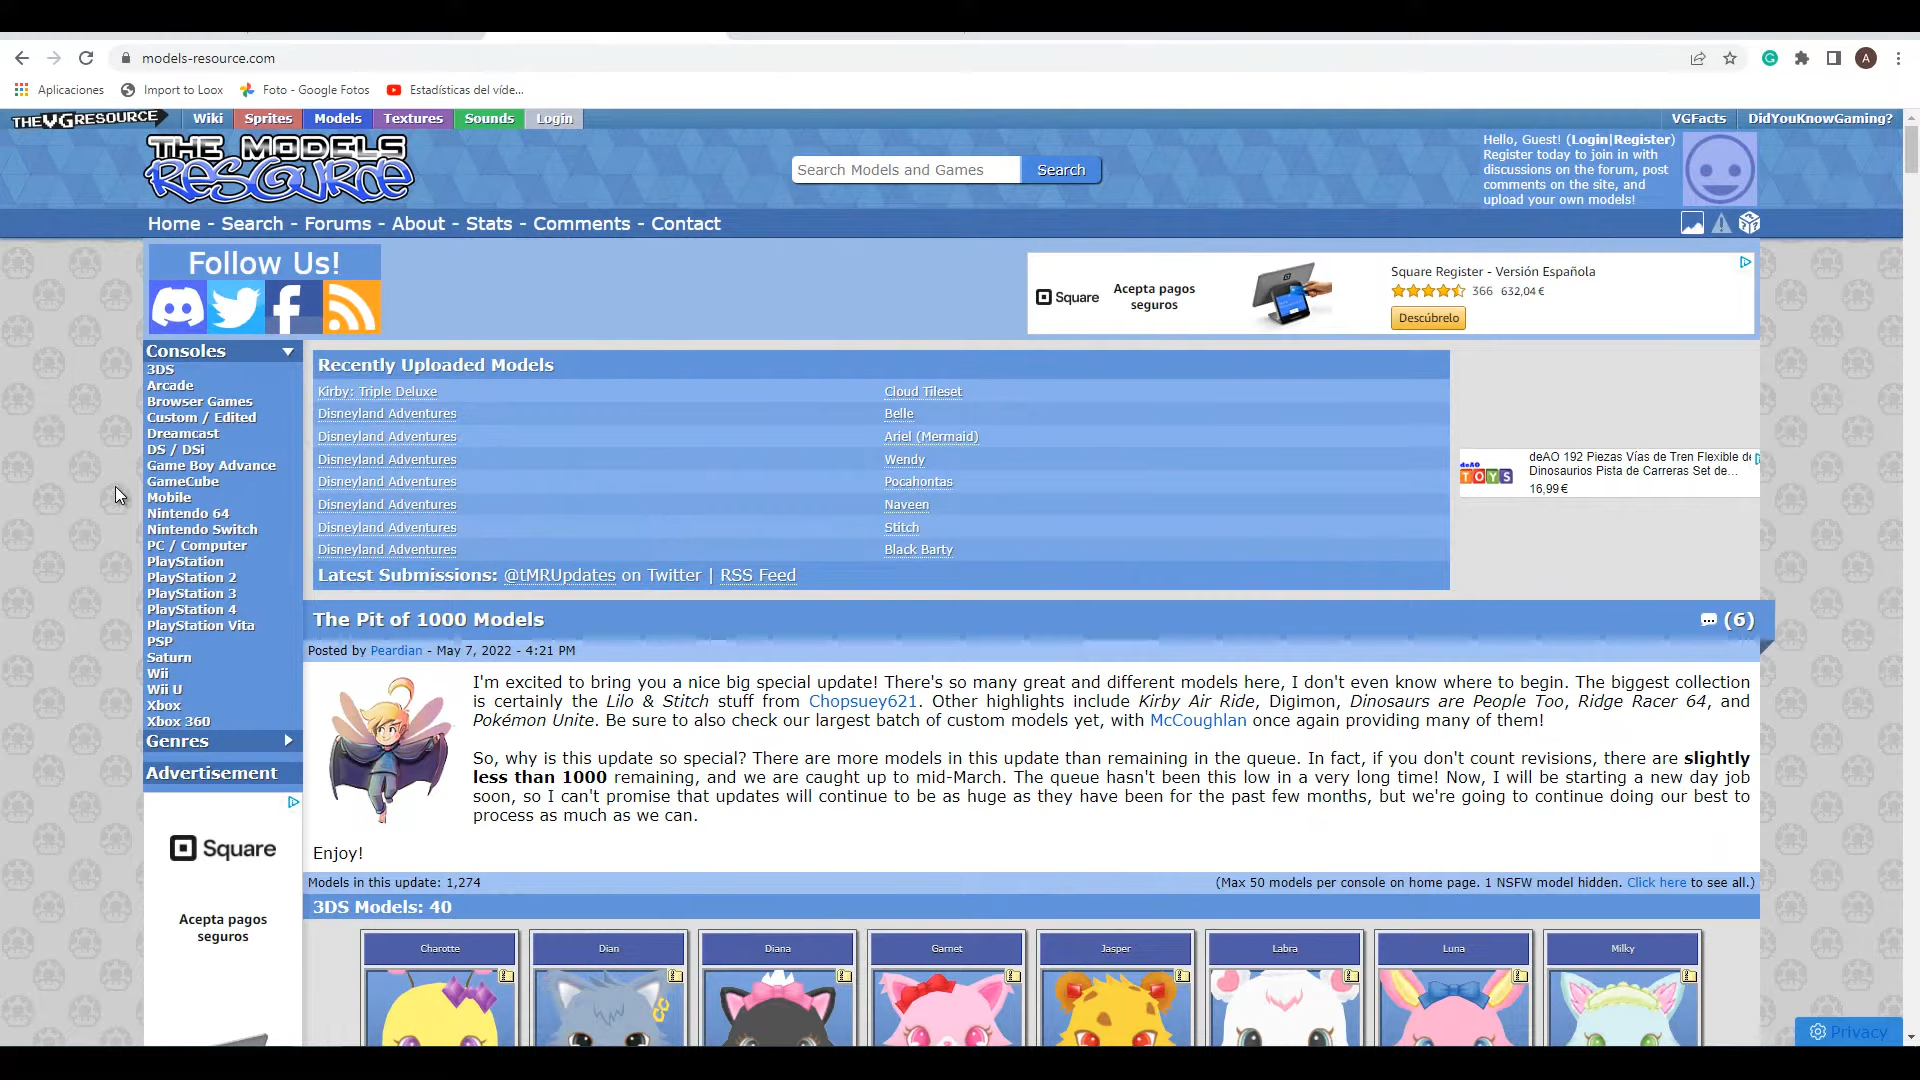 models-resource.com
A
Aplicaciones
Import to Loox
Foto - Google Fotos
Estadísticas del víde...
THE VG RESOURCE
Wiki
Sprites
Models
Textures
Sounds
Login
VGFacts
DidYouKnowGaming?
THE MODELS
RESOURCE
Search Models and Games
Search
Hello, Guest! (Login|Register)
Register today to join in with
discussions on the forum, post
comments on the site, and
upload your own models!
Home - Search - Forums - About - Stats - Comments - Contact
Follow Us!
Square
Acepta pagos
seguros
Square Register - Versión Española
366 632,04 €
Descúbrelo
Consoles
3DS
Arcade
Browser Games
Custom / Edited
Dreamcast
DS / DSi
Game Boy Advance
GameCube
Mobile
Nintendo 64
Nintendo Switch
PC / Computer
PlayStation
PlayStation 2
PlayStation 3
PlayStation 4
PlayStation Vita
PSP
Saturn
Wii
Wii U
Xbox
Xbox 360
Genres
Advertisement
Square
Acepta pagos
seguros
Recently Uploaded Models
Kirby: Triple Deluxe Cloud Tileset
Disneyland Adventures Belle
Disneyland Adventures Ariel (Mermaid)
Disneyland Adventures Wendy
Disneyland Adventures Pocahontas
Disneyland Adventures Naveen
Disneyland Adventures Stitch
Disneyland Adventures Black Barty
Latest Submissions: @tMRUpdates on Twitter | RSS Feed
deAO
TOYS
deAO 192 Piezas Vías de Tren Flexible de
Dinosaurios Pista de Carreras Set de...
16,99 €
The Pit of 1000 Models
(6)
Posted by Peardian - May 7, 2022 - 4:21 PM
I'm excited to bring you a nice big special update! There's so many great and different models here, I don't even know where to begin. The biggest collection
is certainly the Lilo & Stitch stuff from Chopsuey621. Other highlights include Kirby Air Ride, Digimon, Dinosaurs are People Too, Ridge Racer 64, and
Pokémon Unite. Be sure to also check our largest batch of custom models yet, with McCoughlan once again providing many of them!
So, why is this update so special? There are more models in this update than remaining in the queue. In fact, if you don't count revisions, there are slightly
less than 1000 remaining, and we are caught up to mid-March. The queue hasn't been this low in a very long time! Now, I will be starting a new day job
soon, so I can't promise that updates will continue to be as huge as they have been for the past few months, but we're going to continue doing our best to
process as much as we can.
Enjoy!
Models in this update: 1,274
(Max 50 models per console on home page. 1 NSFW model hidden. Click here to see all.)
3DS Models: 40
Charotte
Dian
Diana
Garnet
Jasper
Labra
Luna
Milky
Privacy